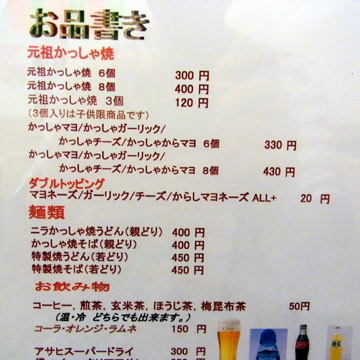 お品書き
元祖かっしゃ焼
元祖かっしゃ焼 6個 300 円
元祖かっしゃ焼 8個 400 円
元祖かっしゃ焼 3個 120 円
(3個入りは子供限商品です)
かっしゃマヨ/かっしゃガーリック/
かっしゃチーズ/かっしゃからマヨ 6個 330 円
かっしゃマヨ/かっしゃガーリック/
かっしゃチーズ/かっしゃからマヨ 8個 430 円
ダブルトッピング
マヨネーズ/ガーリック/チーズ/からしマヨネーズ ALL+ 20 円
麺類
ニラかっしゃ焼うどん(親どり) 400 円
かっしゃ焼そば(親どり) 400 円
特製焼うどん(若どり) 450 円
特製焼そば(若どり) 450 円
お飲み物
コーヒー, 煎茶, 玄米茶, ほうじ茶, 梅昆布茶 50円
(温・冷 どちらでも出来ます。)
コーラ・オレンジ・ラムネ 150 円
アサヒスーパードライ 300 円